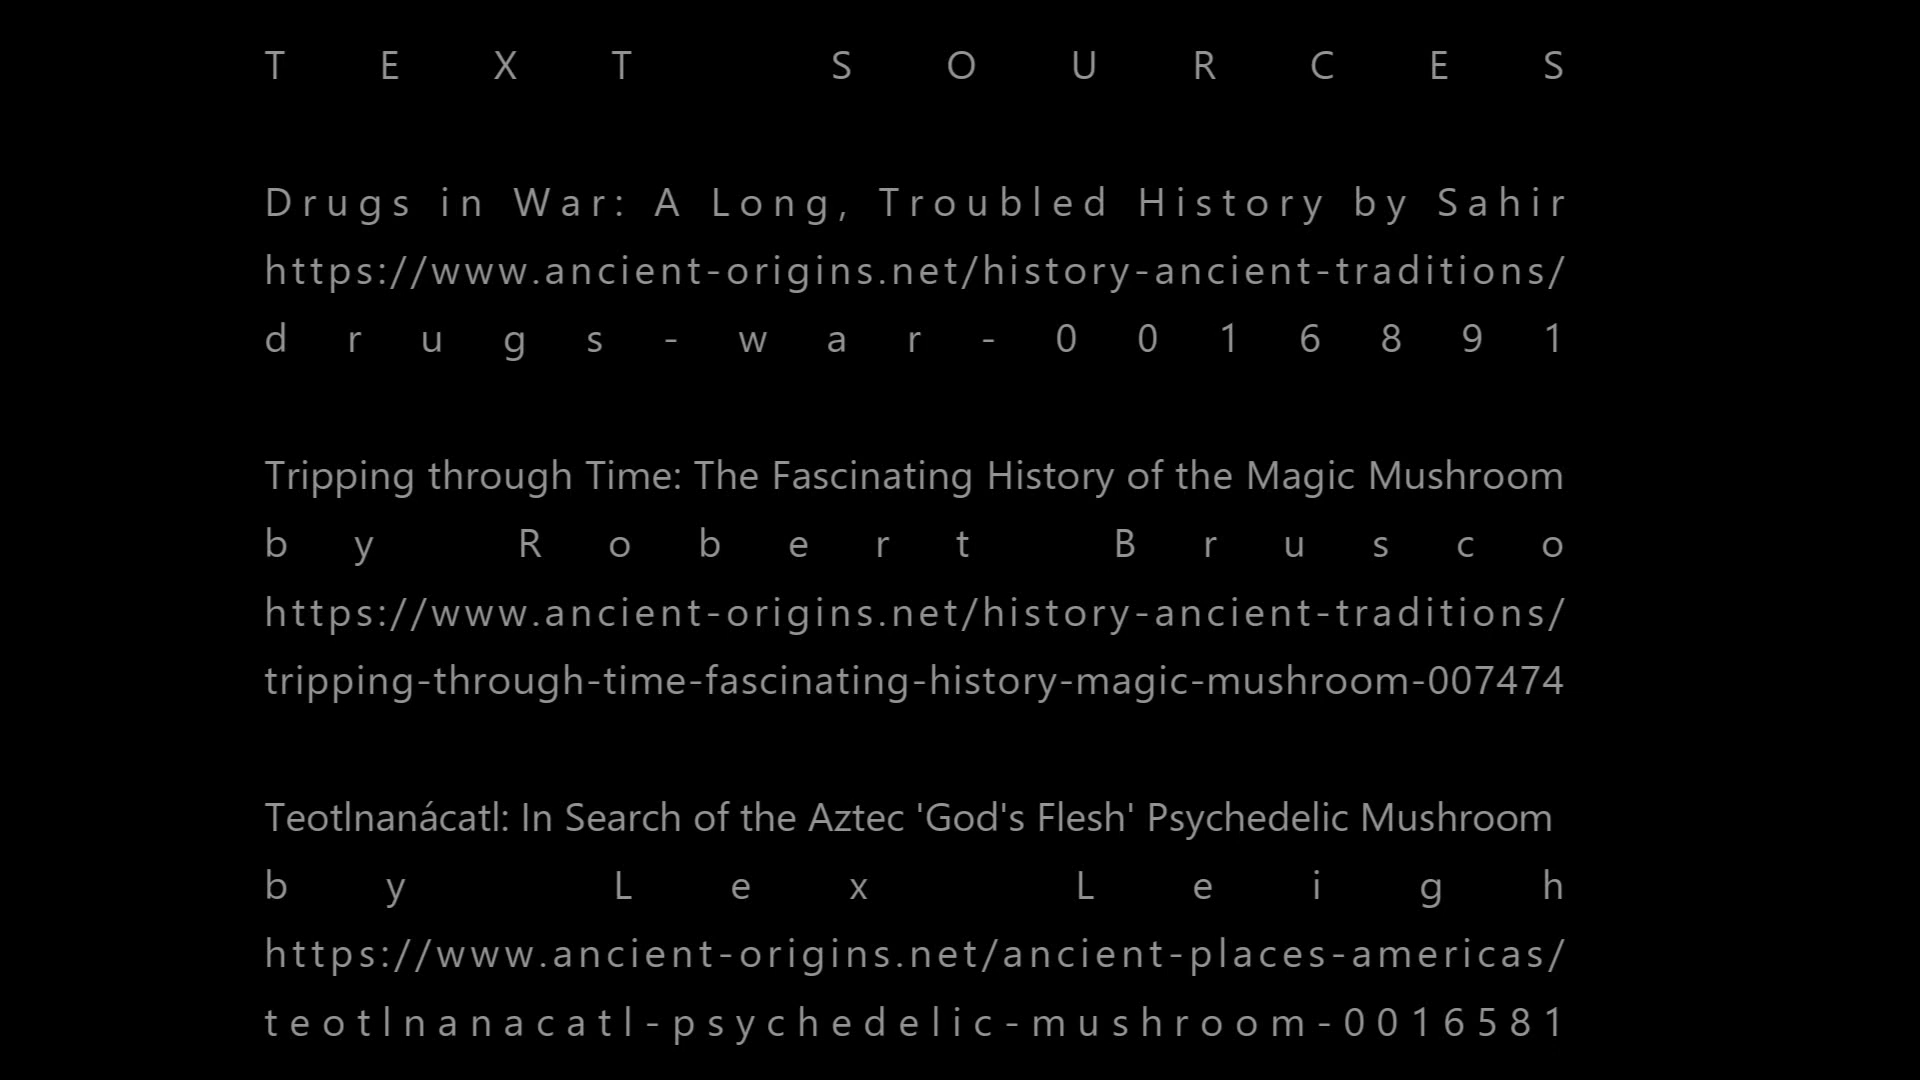 TEXT SOURCES
Drugs in War: A Long, Troubled History by Sahir
https://www.ancient-origins.net/history-ancient-traditions/
drugs-war-0016891
Tripping through Time: The Fascinating History of the Magic Mushroom
by Robert Brusco
https://www.ancient-origins.net/history-ancient-traditions/
tripping-through-time-fascinating-history-magic-mushroom-007474
Teotlnanácatl: In Search of the Aztec 'God's Flesh' Psychedelic Mushroom
by Lex Leigh
https://www.ancient-origins.net/ancient-places-americas/
teotlnanacatl-psychedelic-mushroom-0016581